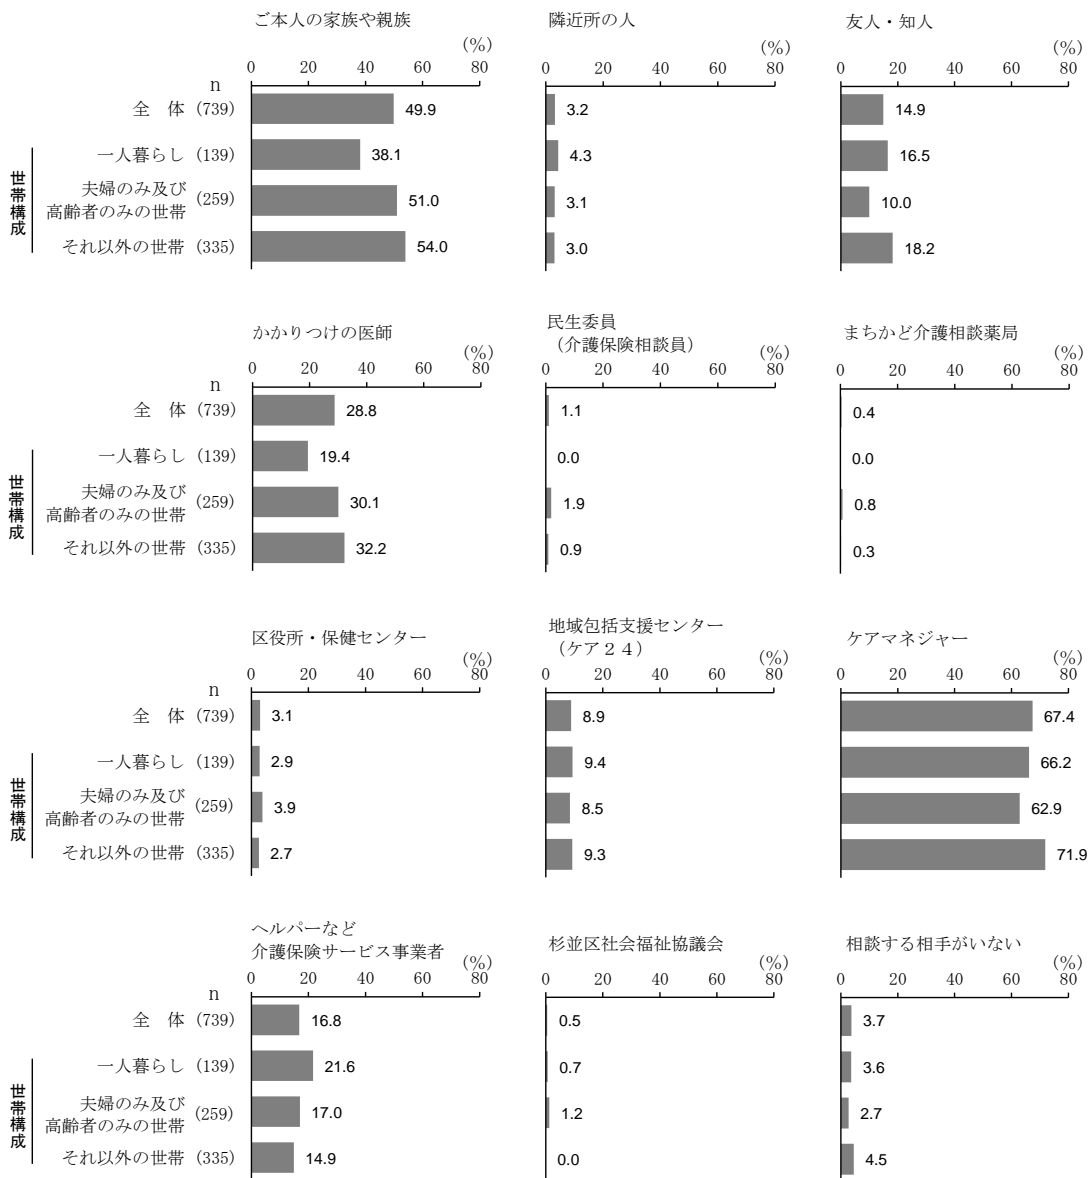 ご本人の家族や親族 隣近所の人 友人・知人
(%) (%) (%)
0 20 40 60 80 0 20 40 60 80 0 20 40 60 80
n
全　体 (739) 49.9 3.2 14.9
世帯構成
一人暮らし (139) 38.1 4.3 16.5
夫婦のみ及び
高齢者のみの世帯 (259) 51.0 3.1 10.0
それ以外の世帯 (335) 54.0 3.0 18.2
かかりつけの医師 民生委員
（介護保険相談員） まちかど介護相談薬局
(%) (%) (%)
0 20 40 60 80 0 20 40 60 80 0 20 40 60 80
n
全　体 (739) 28.8 1.1 0.4
世帯構成
一人暮らし (139) 19.4 0.0 0.0
夫婦のみ及び
高齢者のみの世帯 (259) 30.1 1.9 0.8
それ以外の世帯 (335) 32.2 0.9 0.3
区役所・保健センター 地域包括支援センター
（ケア２４） ケアマネジャー
(%) (%) (%)
0 20 40 60 80 0 20 40 60 80 0 20 40 60 80
n
全　体 (739) 3.1 8.9 67.4
世帯構成
一人暮らし (139) 2.9 9.4 66.2
夫婦のみ及び
高齢者のみの世帯 (259) 3.9 8.5 62.9
それ以外の世帯 (335) 2.7 9.3 71.9
ヘルパーなど
介護保険サービス事業者 杉並区社会福祉協議会 相談する相手がいない
(%) (%) (%)
0 20 40 60 80 0 20 40 60 80 0 20 40 60 80
n
全　体 (739) 16.8 0.5 3.7
世帯構成
一人暮らし (139) 21.6 0.7 3.6
夫婦のみ及び
高齢者のみの世帯 (259) 17.0 1.2 2.7
それ以外の世帯 (335) 14.9 0.0 4.5